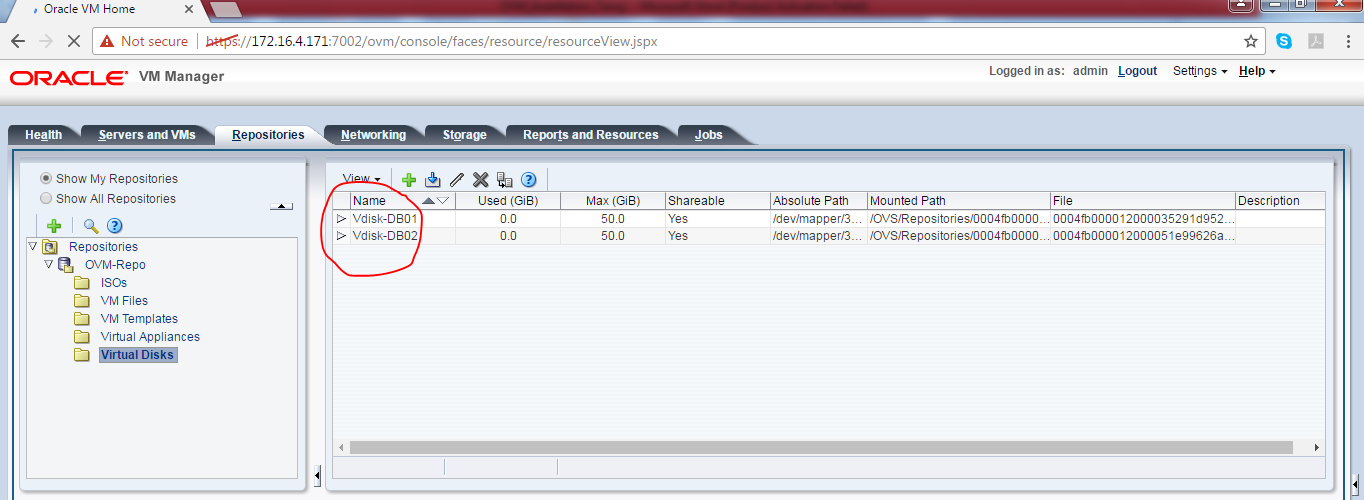 Oracle VM Home
Not secure https://172.16.4.171:7002/ovm/console/faces/resource/resourceView.jspx
ORACLE VM Manager
Logged in as: admin Logout Settings Help
Health Servers and VMs Repositories Networking Storage Reports and Resources Jobs
Show My Repositories
Show All Repositories
Repositories
OVM-Repo
ISOs
VM Files
VM Templates
Virtual Appliances
Virtual Disks
View
Name Used (GiB) Max (GiB) Shareable Absolute Path Mounted Path File Description
Vdisk-DB01 0.0 50.0 Yes /dev/mapper/3... /OVS/Repositories/0004fb0000... 0004fb000012000035291d952...
Vdisk-DB02 0.0 50.0 Yes /dev/mapper/3... /OVS/Repositories/0004fb0000... 0004fb000012000051e99626a...